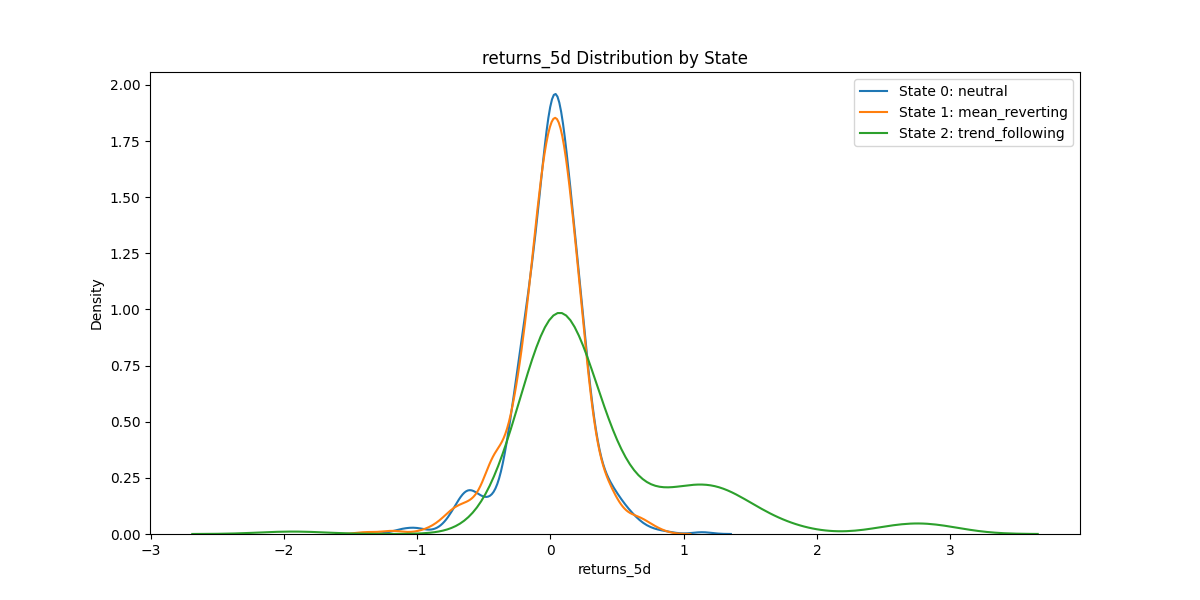 returns_5d Distribution by State
State 0: neutral
State 1: mean_reverting
State 2: trend_following
Density
2.00
1.75
1.50
1.25
1.00
0.75
0.50
0.25
0.00
−3
−2
−1
0
1
2
3
returns_5d